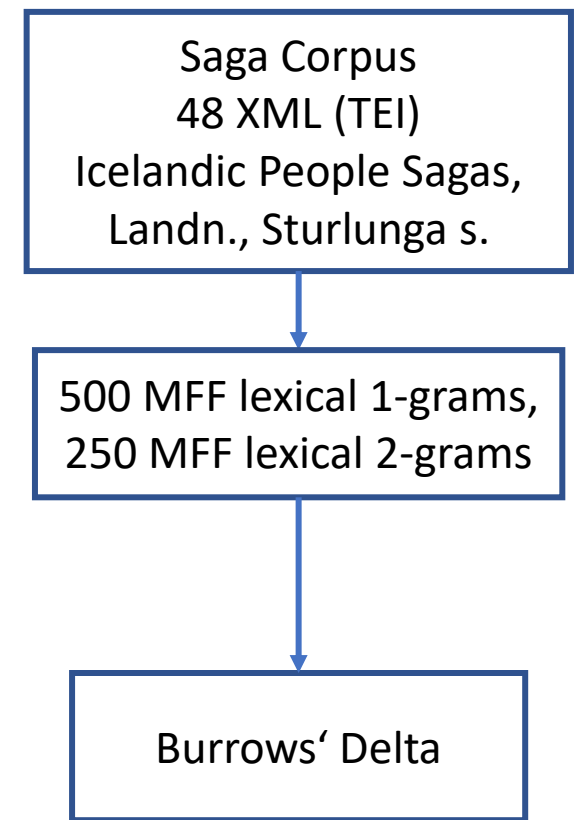 Saga Corpus
48 XML (TEI)
Icelandic People Sagas,
Landn., Sturlunga s.
500 MFF lexical 1-grams,
250 MFF lexical 2-grams
Burrows‘ Delta